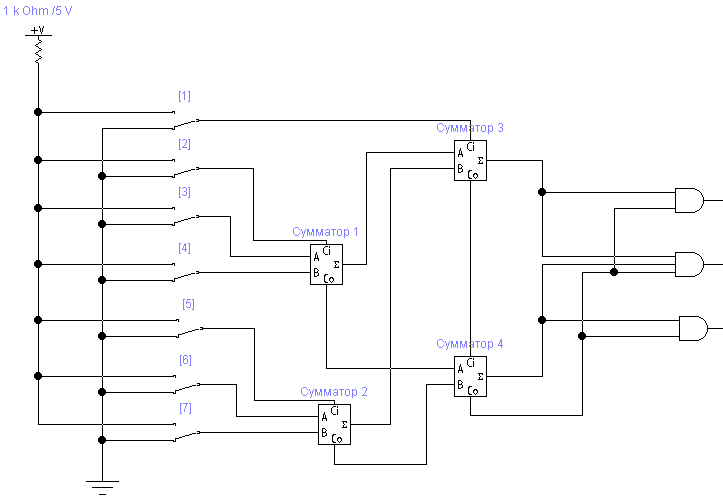 1 k Ohm /5 V
+V
[1]
Сумматор 3
Ci
A
Σ
B
Co
[2]
[3]
Сумматор 1
Ci
A
Σ
B
Co
[4]
[5]
Сумматор 4
Ci
A
Σ
B
Co
[6]
Сумматор 2
Ci
A
Σ
B
Co
[7]